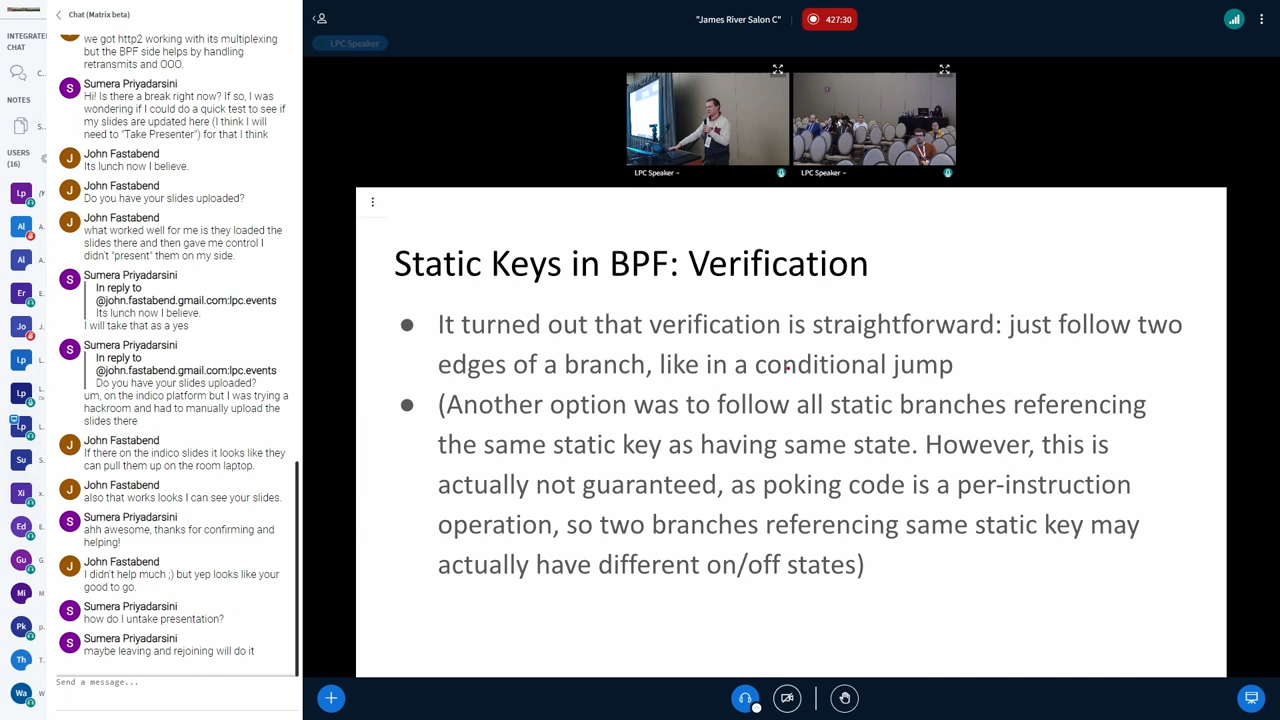 Chat (Matrix beta)
we got http2 working with its multiplexing
but the BPF side helps by handling
retransmits and OOO.
Sumera Priyadarsini
Hi! Is there a break right now? If so, I was
wondering if I could do a quick test to see if
my slides are updated here (I think I will
need to "Take Presenter") for that I think
John Fastabend
Its lunch now I believe.
John Fastabend
Do you have your slides uploaded?
John Fastabend
what worked well for me is they loaded the
slides there and then gave me control I
didn't 'present' them on my side.
Sumera Priyadarsini
In reply to
@john.fastabend.gmail.com:lpc.events
Its lunch now I believe.
I will take that as a yes
Sumera Priyadarsini
In reply to
@john.fastabend.gmail.com:lpc.events
Do you have your slides uploaded?
um, on the indico platform but I was trying a
hackroom and had to manually upload the
slides there
John Fastabend
If there on the indico slides it looks like they
can pull them up on the room laptop.
John Fastabend
also that works looks I can see your slides.
Sumera Priyadarsini
ahh awesome, thanks for confirming and
helping!
John Fastabend
I didn't help much ;) but yep looks like your
good to go.
Sumera Priyadarsini
how do I untake presentation?
Sumera Priyadarsini
maybe leaving and rejoining will do it
Send a message...
CHAT
NOTES
USERS
(16)
"James River Salon C"
427:30
LPC Speaker
LPC Speaker
LPC Speaker
Static Keys in BPF: Verification
● It turned out that verification is straightforward: just follow two
edges of a branch, like in a conditional jump
● (Another option was to follow all static branches referencing
the same static key as having same state. However, this is
actually not guaranteed, as poking code is a per-instruction
operation, so two branches referencing same static key may
actually have different on/off states)